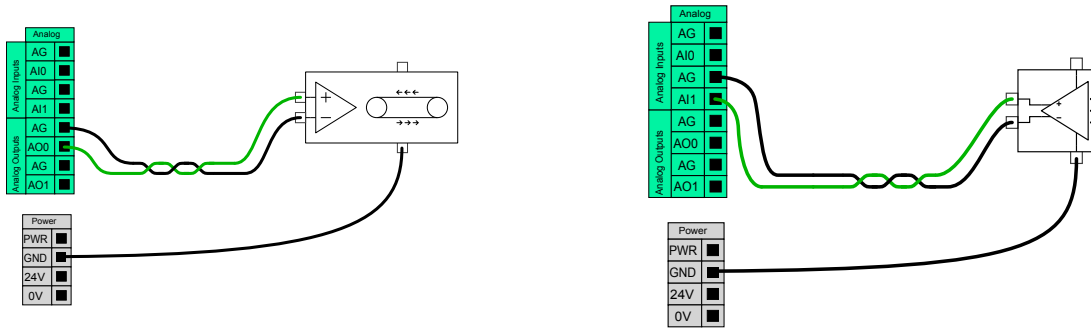 Analog
Analog Inputs
AG
AI0
AG
AI1
Analog Outputs
AG
AO0
AG
AO1
+
−
Power
PWR
GND
24V
0V
Analog
Analog Inputs
AG
AI0
AG
AI1
Analog Outputs
AG
AO0
AG
AO1
+
-
Power
PWR
GND
24V
0V